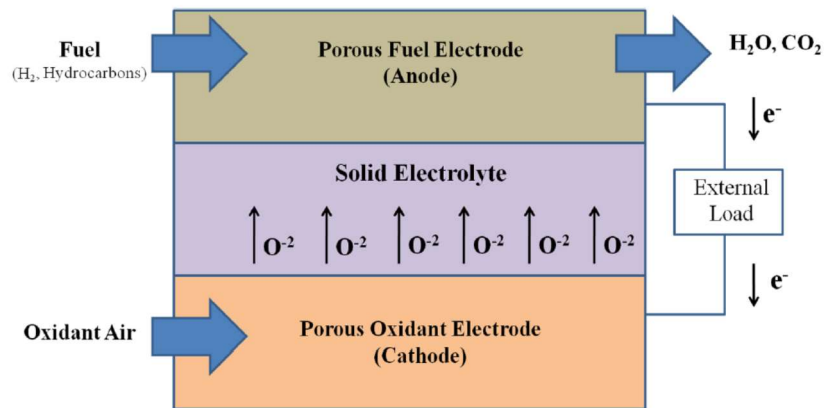 Fuel
(H₂, Hydrocarbons)
Porous Fuel Electrode
(Anode)
H₂O, CO₂
e⁻
Solid Electrolyte
External
Load
O⁻² O⁻² O⁻² O⁻² O⁻² O⁻²
e⁻
Oxidant Air
Porous Oxidant Electrode
(Cathode)